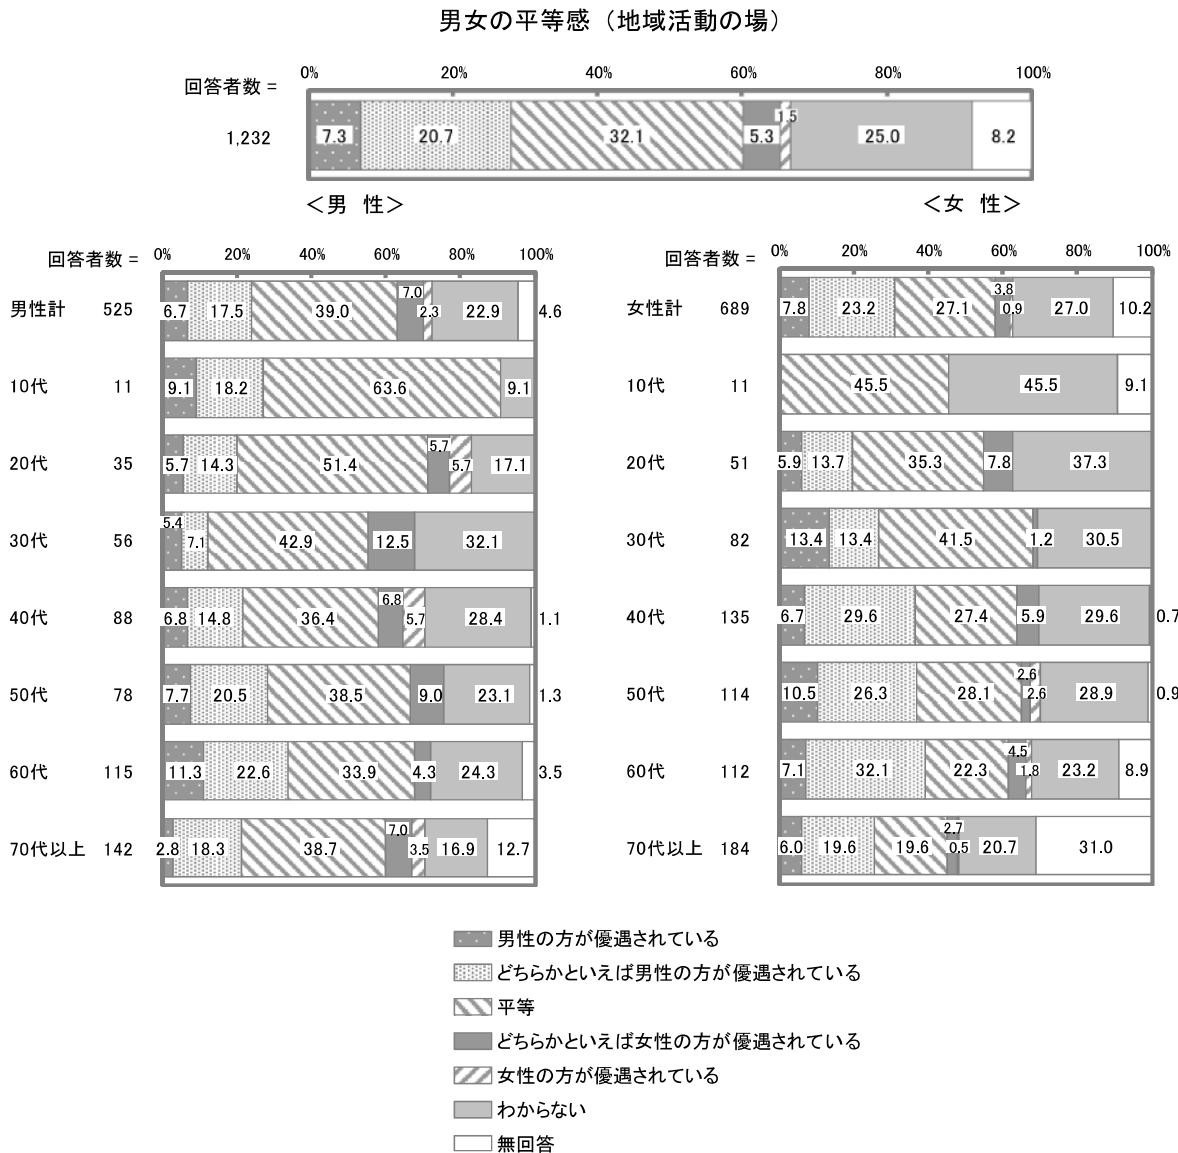 男女の平等感（地域活動の場）
0% 20% 40% 60% 80% 100%
回答者数 =
1,232 7.3 20.7 32.1 5.3 1.5 25.0 8.2
＜男 性＞
回答者数 = 0% 20% 40% 60% 80% 100%
男性計 525 6.7 17.5 39.0 7.0 2.3 22.9 4.6
10代 11 9.1 18.2 63.6 9.1
20代 35 5.7 14.3 51.4 5.7 5.7 17.1
30代 56 5.4 7.1 42.9 12.5 32.1
40代 88 6.8 14.8 36.4 6.8 5.7 28.4 1.1
50代 78 7.7 20.5 38.5 9.0 23.1 1.3
60代 115 11.3 22.6 33.9 4.3 24.3 3.5
70代以上 142 2.8 18.3 38.7 7.0 3.5 16.9 12.7
＜女 性＞
回答者数 = 0% 20% 40% 60% 80% 100%
女性計 689 7.8 23.2 27.1 3.8 0.9 27.0 10.2
10代 11 45.5 45.5 9.1
20代 51 5.9 13.7 35.3 7.8 37.3
30代 82 13.4 13.4 41.5 1.2 30.5
40代 135 6.7 29.6 27.4 5.9 29.6 0.7
50代 114 10.5 26.3 28.1 2.6 2.6 28.9 0.9
60代 112 7.1 32.1 22.3 4.5 1.8 23.2 8.9
70代以上 184 6.0 19.6 19.6 2.7 0.5 20.7 31.0
男性の方が優遇されている
どちらかといえば男性の方が優遇されている
平等
どちらかといえば女性の方が優遇されている
女性の方が優遇されている
わからない
無回答